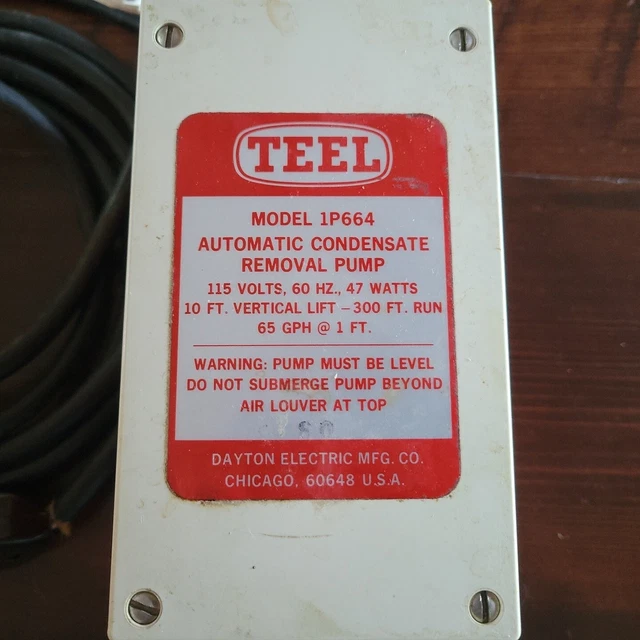 TEEL
MODEL 1P664
AUTOMATIC CONDENSATE
REMOVAL PUMP
115 VOLTS, 60 HZ., 47 WATTS
10 FT. VERTICAL LIFT – 300 FT. RUN
65 GPH @ 1 FT.
WARNING: PUMP MUST BE LEVEL
DO NOT SUBMERGE PUMP BEYOND
AIR LOUVER AT TOP
DAYTON ELECTRIC MFG. CO.
CHICAGO, 60648 U.S.A.